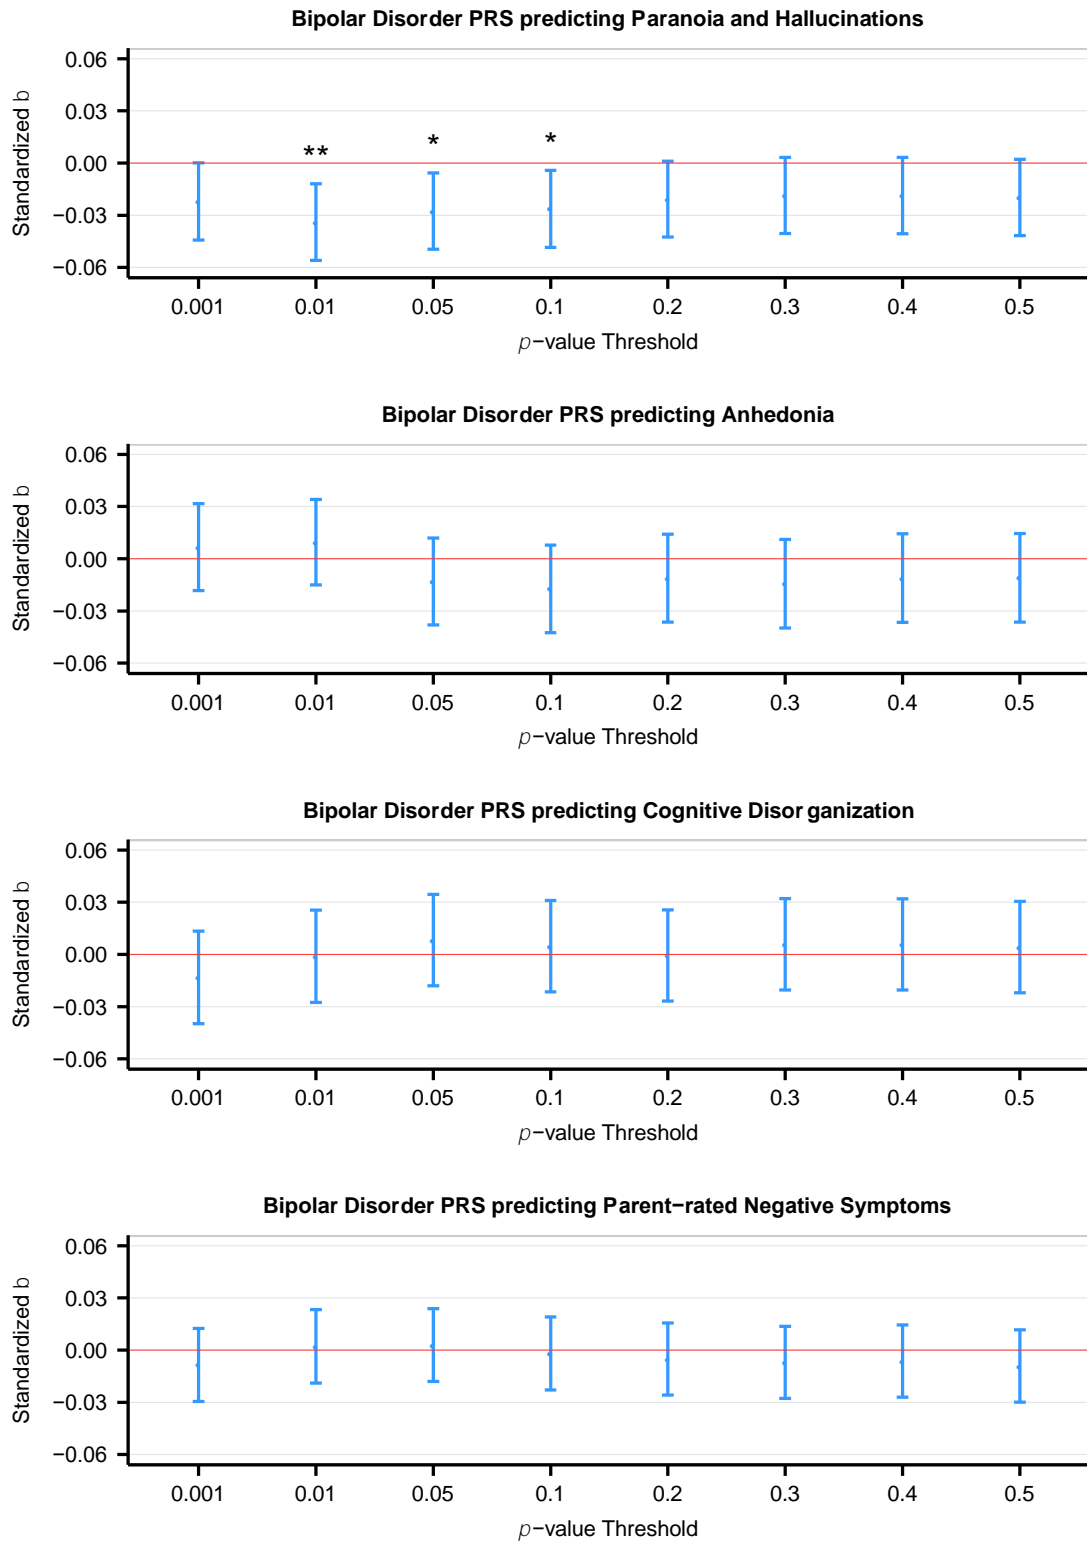 Bipolar Disorder PRS predicting Paranoia and Hallucinations
Standardized b
0.06
0.03
0.00
−0.03
−0.06
** * *
0.001 0.01 0.05 0.1 0.2 0.3 0.4 0.5
p−value Threshold
Bipolar Disorder PRS predicting Anhedonia
Standardized b
0.06
0.03
0.00
−0.03
−0.06
0.001 0.01 0.05 0.1 0.2 0.3 0.4 0.5
p−value Threshold
Bipolar Disorder PRS predicting Cognitive Disorganization
Standardized b
0.06
0.03
0.00
−0.03
−0.06
0.001 0.01 0.05 0.1 0.2 0.3 0.4 0.5
p−value Threshold
Bipolar Disorder PRS predicting Parent−rated Negative Symptoms
Standardized b
0.06
0.03
0.00
−0.03
−0.06
0.001 0.01 0.05 0.1 0.2 0.3 0.4 0.5
p−value Threshold